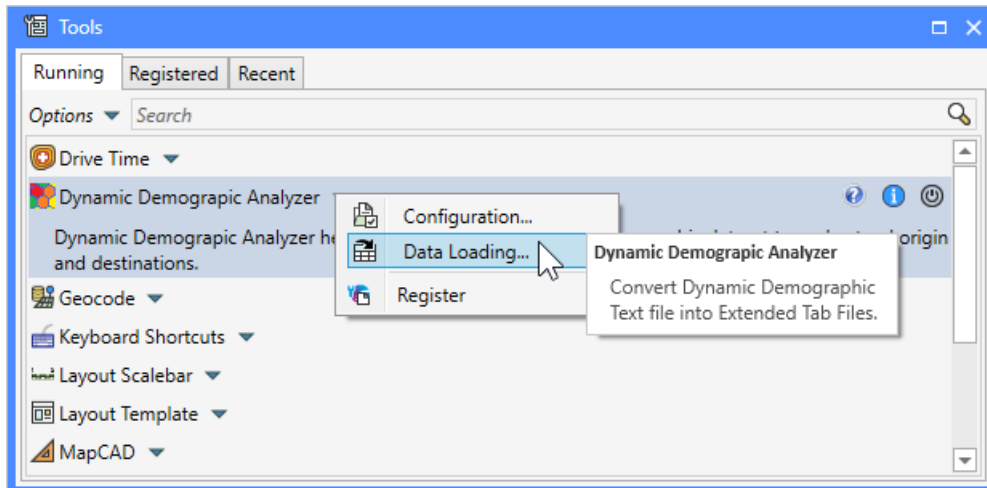 Tools
Running Registered Recent
Options Search
Drive Time
Dynamic Demograpic Analyzer
Dynamic Demograpic Analyzer
origin
and destinations.
Configuration...
Data Loading...
Register
Dynamic Demograpic Analyzer
Convert Dynamic Demographic
Text file into Extended Tab Files.
Geocode
Keyboard Shortcuts
Layout Scalebar
Layout Template
MapCAD